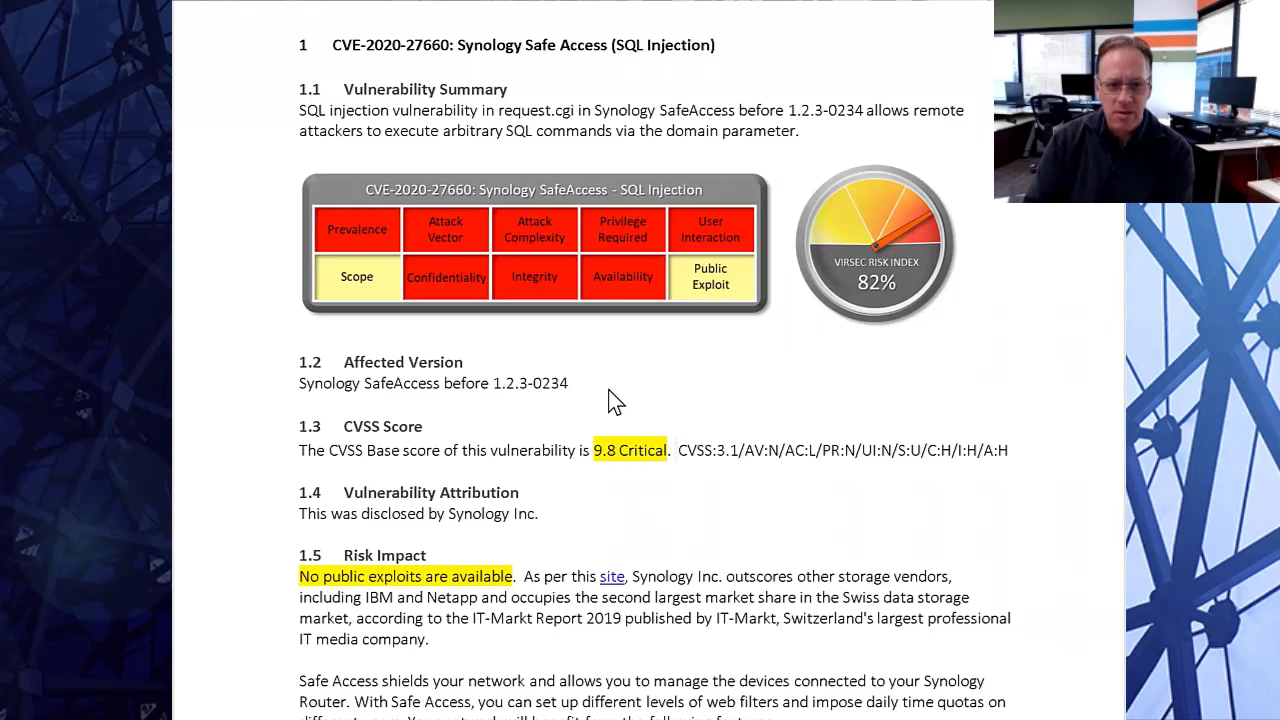 1 CVE-2020-27660: Synology Safe Access (SQL Injection)
1.1 Vulnerability Summary
SQL injection vulnerability in request.cgi in Synology SafeAccess before 1.2.3-0234 allows remote
attackers to execute arbitrary SQL commands via the domain parameter.
CVE-2020-27660: Synology SafeAccess - SQL Injection
Prevalence
Attack
Vector
Attack
Complexity
Privilege
Required
User
Interaction
Scope
Confidentiality
Integrity
Availability
Public
Exploit
VIRSEC RISK INDEX
82%
1.2 Affected Version
Synology SafeAccess before 1.2.3-0234
1.3 CVSS Score
The CVSS Base score of this vulnerability is 9.8 Critical. CVSS:3.1/AV:N/AC:L/PR:N/UI:N/S:U/C:H/I:H/A:H
1.4 Vulnerability Attribution
This was disclosed by Synology Inc.
1.5 Risk Impact
No public exploits are available. As per this site, Synology Inc. outscores other storage vendors,
including IBM and Netapp and occupies the second largest market share in the Swiss data storage
market, according to the IT-Markt Report 2019 published by IT-Markt, Switzerland's largest professional
IT media company.
Safe Access shields your network and allows you to manage the devices connected to your Synology
Router. With Safe Access, you can set up different levels of web filters and impose daily time quotas on